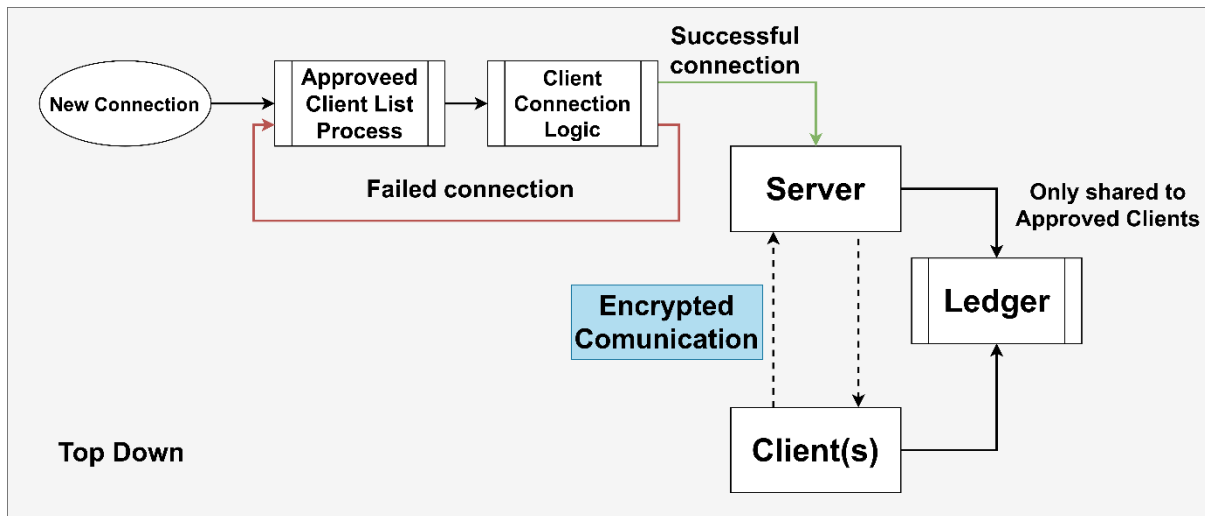 Successful
connection
New Connection
Approveed
Client List
Process
Client
Connection
Logic
Failed connection
Server
Only shared to
Approved Clients
Encrypted
Comunication
Ledger
Top Down
Client(s)